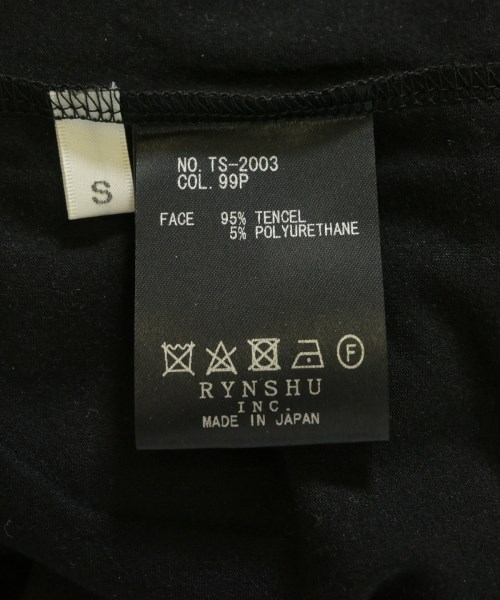 S
NO. TS-2003
COL. 99P
FACE 95% TENCEL
5% POLYURETHANE
F
RYNSHU
INC.
MADE IN JAPAN